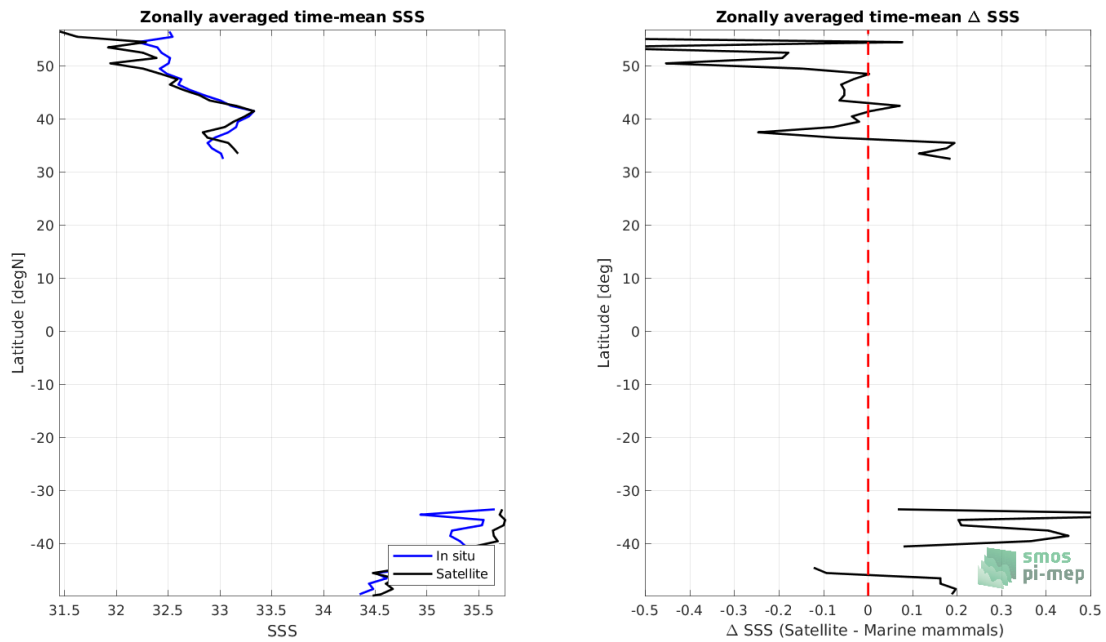 Zonally averaged time-mean SSS
50
40
30
20
10
0
-10
-20
-30
-40
Latitude [degN]
31.5 32 32.5 33 33.5 34 34.5 35 35.5
SSS
In situ
Satellite
Zonally averaged time-mean Δ SSS
50
40
30
20
10
0
-10
-20
-30
-40
Latitude [deg]
-0.5 -0.4 -0.3 -0.2 -0.1 0 0.1 0.2 0.3 0.4 0.5
Δ SSS (Satellite - Marine mammals)
smos
pi-mep